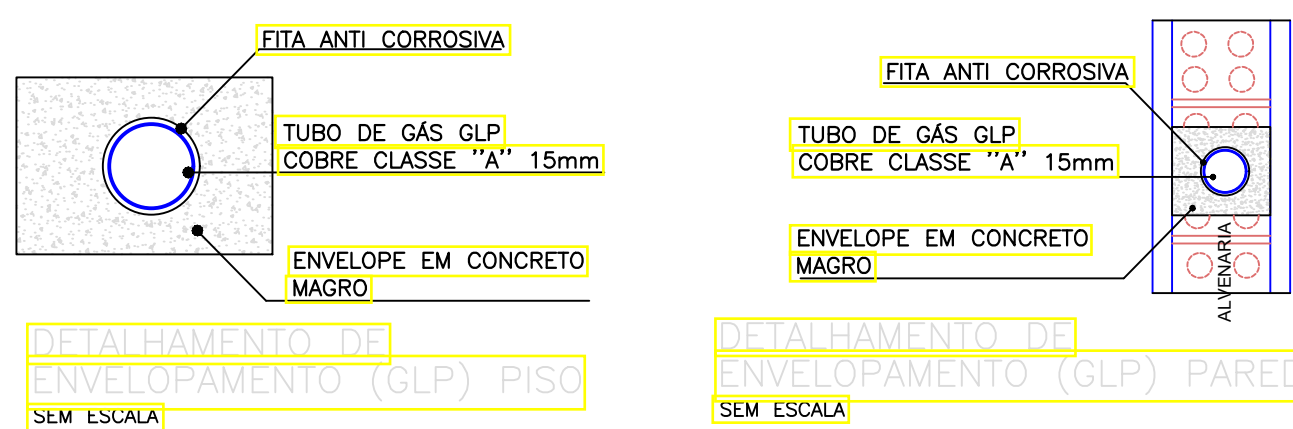 FITA ANTI CORROSIVA
TUBO DE GÁS GLP
COBRE CLASSE ’’A’’ 15mm
ENVELOPE EM CONCRETO
MAGRO
DETALHAMENTO DE
ENVELOPAMENTO (GLP) PISO
SEM ESCALA
FITA ANTI CORROSIVA
TUBO DE GÁS GLP
COBRE CLASSE ’’A’’ 15mm
ENVELOPE EM CONCRETO
MAGRO
ALVENARIA
DETALHAMENTO DE
ENVELOPAMENTO (GLP)
SEM ESCALA